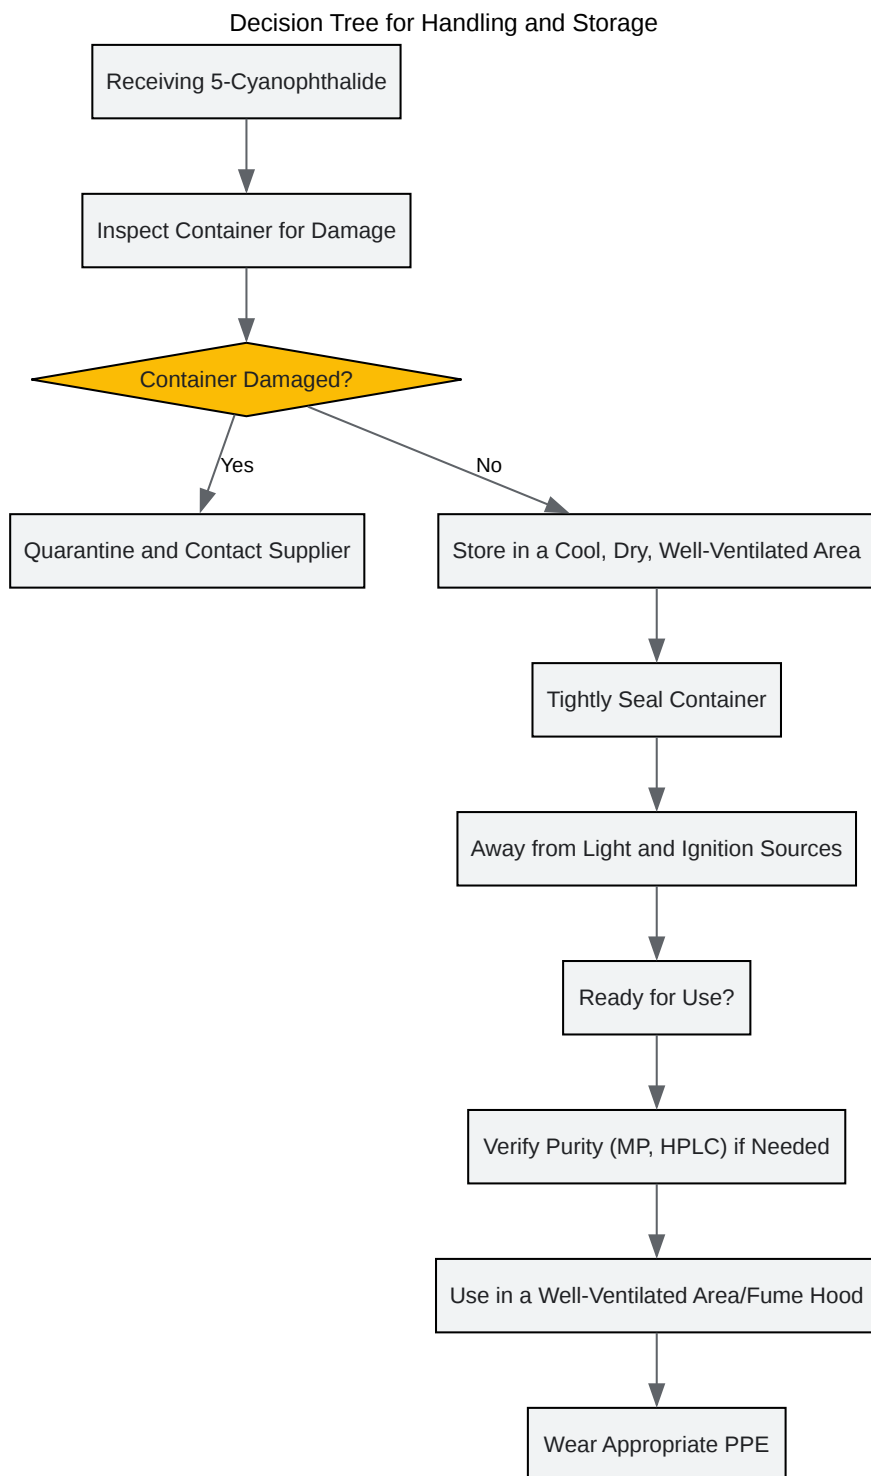 Decision Tree for Handling and Storage
Receiving 5-Cyanophthalide
Inspect Container for Damage
Container Damaged?
Yes
No
Quarantine and Contact Supplier
Store in a Cool, Dry, Well-Ventilated Area
Tightly Seal Container
Away from Light and Ignition Sources
Ready for Use?
Verify Purity (MP, HPLC) if Needed
Use in a Well-Ventilated Area/Fume Hood
Wear Appropriate PPE